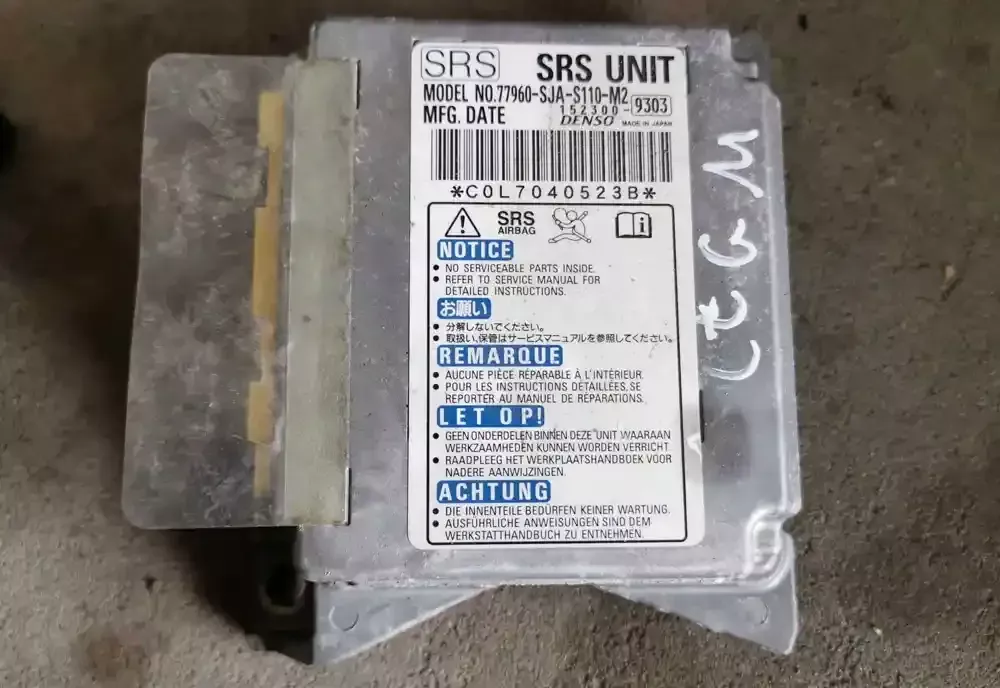 SRS SRS UNIT
MODEL NO.77960-SJA-S110-M2
MFG. DATE 152300-9303
DENSO MADE IN JAPAN
*C0L7040523B*
SRS
AIRBAG
NOTICE
• NO SERVICEABLE PARTS INSIDE.
• REFER TO SERVICE MANUAL FOR
DETAILED INSTRUCTIONS.
お願い
• 分解しないでください。
• 取扱い、保管はサービスマニュアルを参照してください。
REMARQUE
• AUCUNE PIÈCE RÉPARABLE À L'INTÉRIEUR.
• POUR LES INSTRUCTIONS DÉTAILLÉES, SE
REPORTER AU MANUEL DE RÉPARATIONS.
LET OP!
• GEEN ONDERDELEN BINNEN DEZE UNIT WAARAAN
WERKZAAMHEDEN KUNNEN WORDEN VERRICHT.
• RAADPLEEG HET WERKPLAATSHANDBOEK VOOR
NADERE AANWIJZINGEN.
ACHTUNG
• DIE INNENTEILE BEDÜRFEN KEINER WARTUNG.
• AUSFÜHRLICHE ANWEISUNGEN SIND DEM
WERKSTATTHANDBUCH ZU ENTNEHMEN.